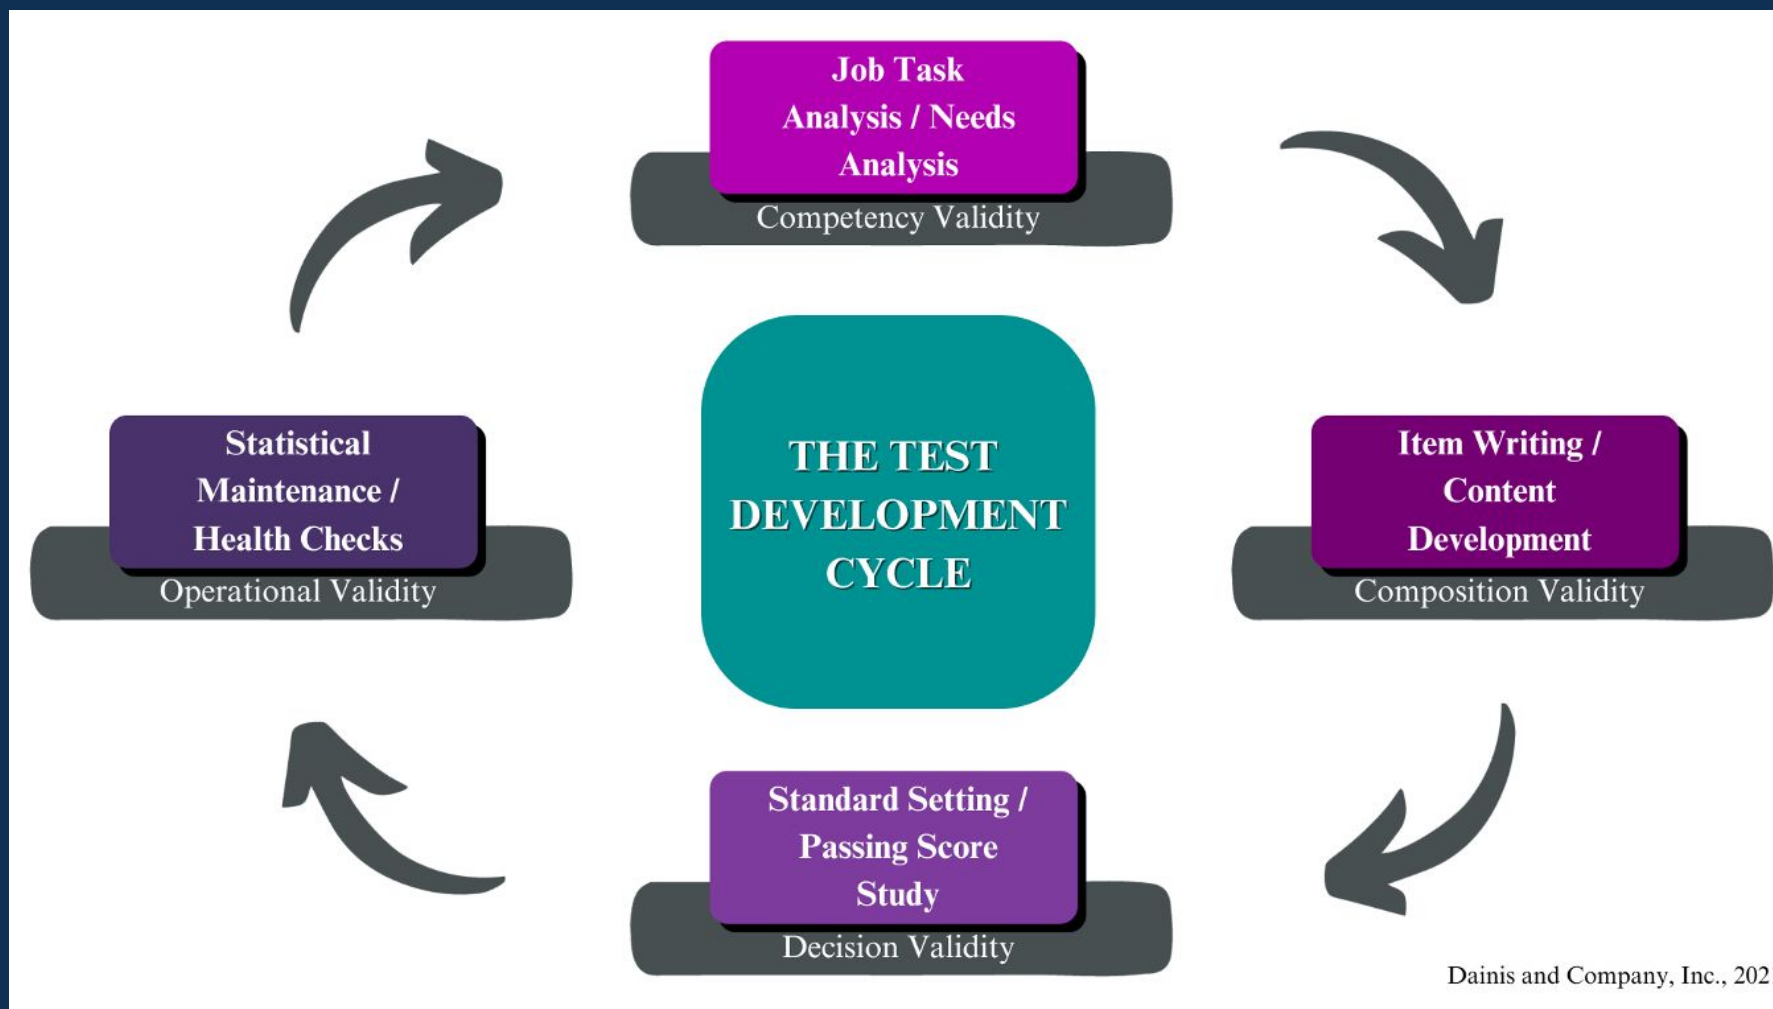 Job Task
Analysis / Needs
Analysis
Competency Validity
Statistical
Maintenance /
Health Checks
Operational Validity
THE TEST
DEVELOPMENT
CYCLE
Item Writing /
Content
Development
Composition Validity
Standard Setting /
Passing Score
Study
Decision Validity
Dainis and Company, Inc.,